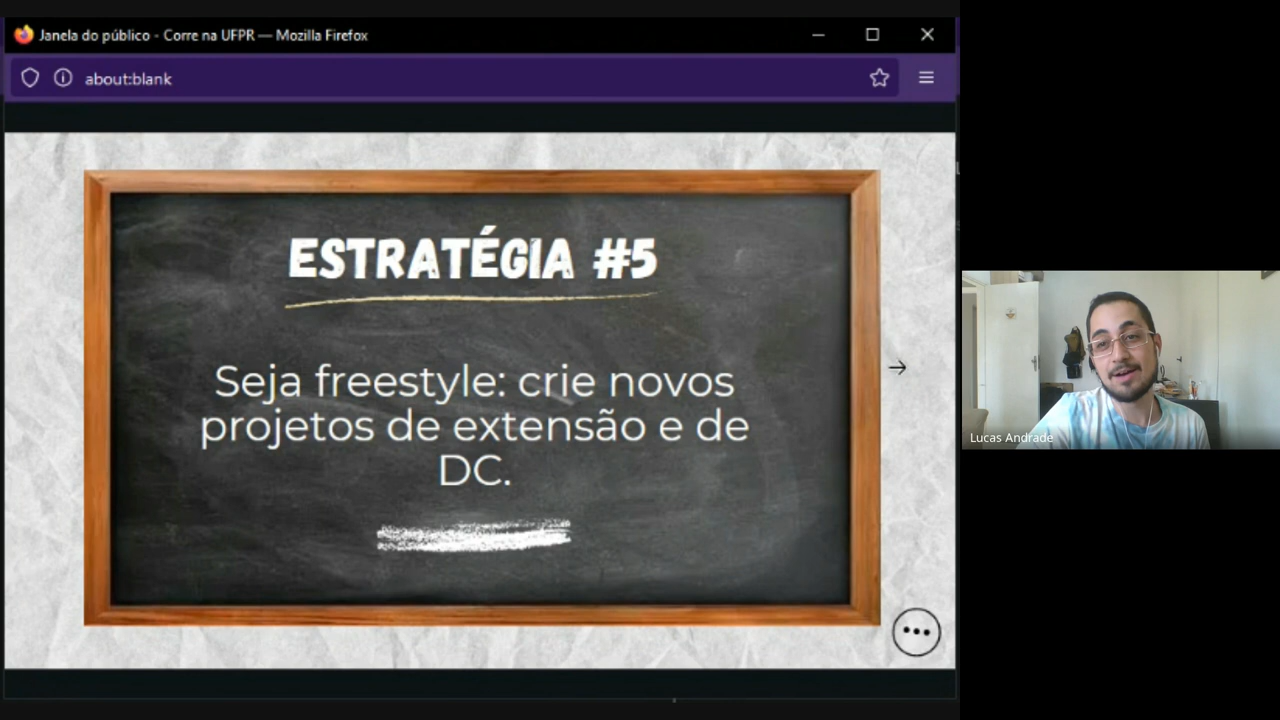 Janela do público - Corre na UFPR — Mozilla Firefox
about:blank
ESTRATÉGIA #5
Seja freestyle: crie novos
projetos de extensão e de
DC.
Lucas Andrade